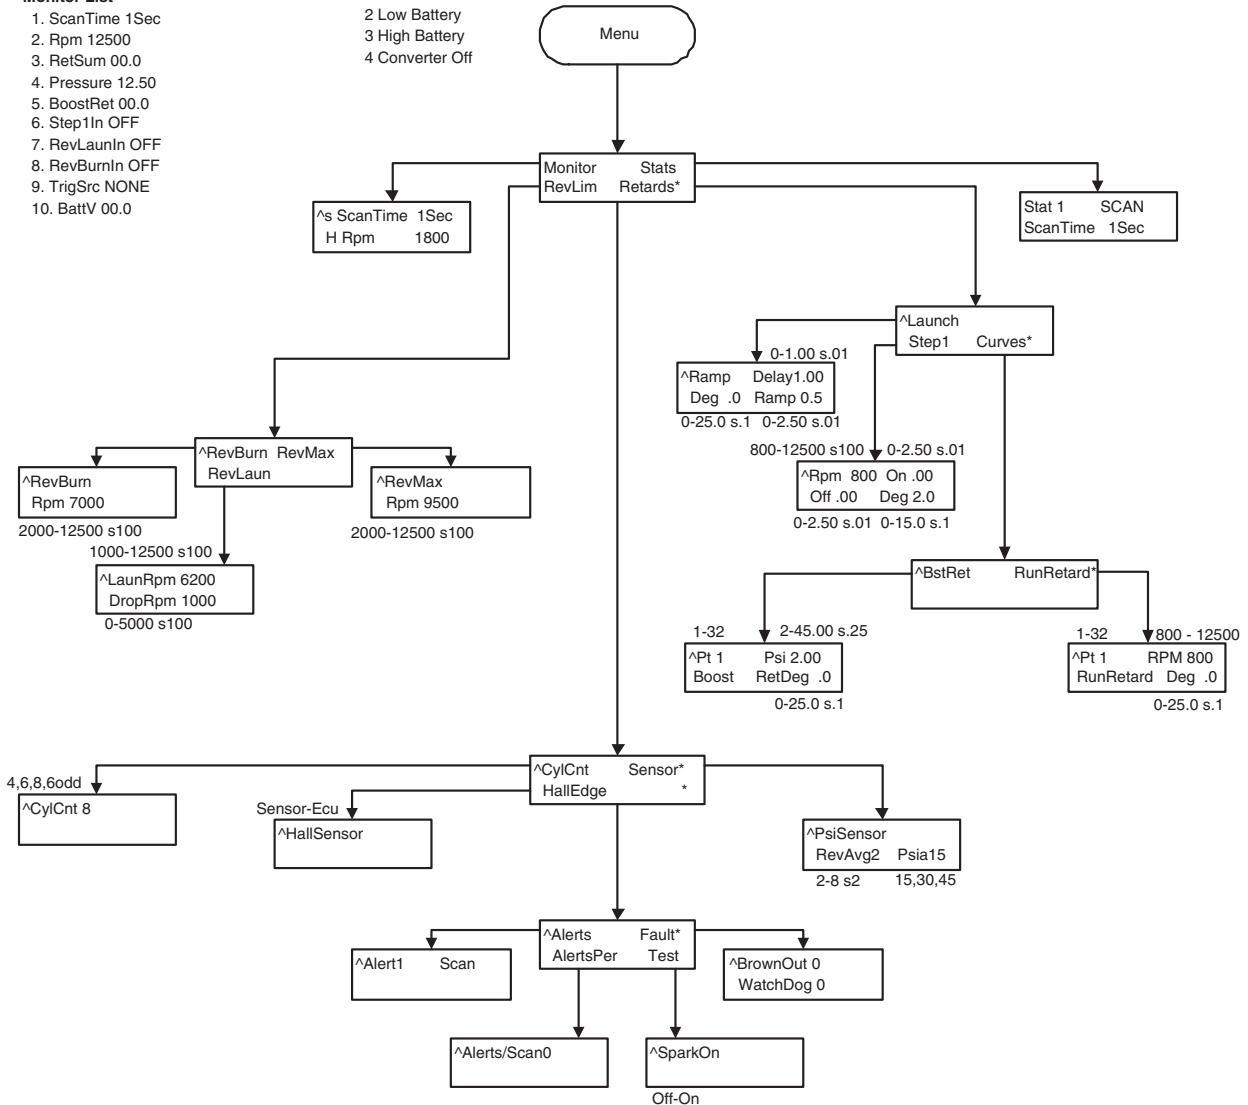 Monitor List
1. ScanTime 1Sec
2. Rpm 12500
3. RetSum 00.0
4. Pressure 12.50
5. BoostRet 00.0
6. Step1In OFF
7. RevLaunIn OFF
8. RevBurnIn OFF
9. TrigSrc NONE
10. BattV 00.0
2 Low Battery
3 High Battery
4 Converter Off
Menu
Monitor Stats
RevLim Retards*
^s ScanTime 1Sec
H Rpm 1800
Stat 1 SCAN
ScanTime 1Sec
^Launch
Step1 Curves*
0-1.00 s.01
^Ramp Delay1.00
Deg .0 Ramp 0.5
0-25.0 s.1 0-2.50 s.01
800-12500 s100 0-2.50 s.01
^Rpm 800 On .00
Off .00 Deg 2.0
0-2.50 s.01 0-15.0 s.1
^RevBurn RevMax
RevLaun
^RevBurn
Rpm 7000
2000-12500 s100
^RevMax
Rpm 9500
2000-12500 s100
1000-12500 s100
^LaunRpm 6200
DropRpm 1000
0-5000 s100
^BstRet RunRetard*
1-32 2-45.00 s.25
^Pt 1 Psi 2.00
Boost RetDeg .0
0-25.0 s.1
1-32 800 - 12500
^Pt 1 RPM 800
RunRetard Deg .0
0-25.0 s.1
^CylCnt Sensor*
HallEdge *
4,6,8,6odd
^CylCnt 8
Sensor-Ecu
^HallSensor
^PsiSensor
RevAvg2 Psia15
2-8 s2 15,30,45
^Alerts Fault*
AlertsPer Test
^Alert1 Scan
^BrownOut 0
WatchDog 0
^Alerts/Scan0
^SparkOn
Off-On